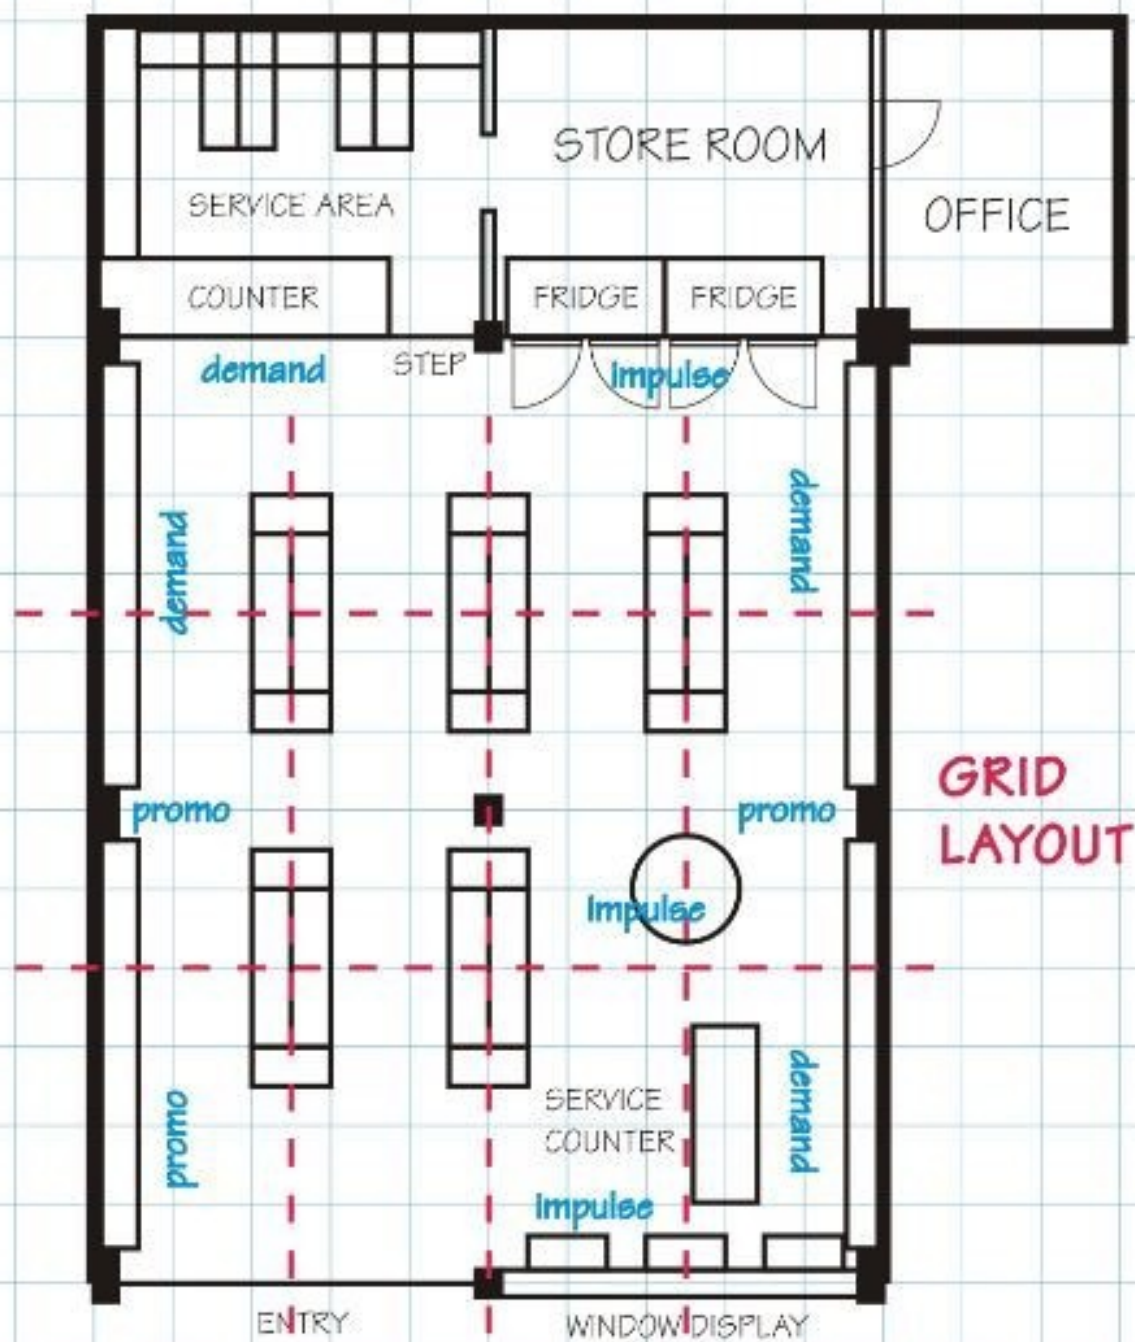 STORE ROOM
SERVICE AREA
OFFICE
COUNTER
FRIDGE
FRIDGE
demand
STEP
impulse
demand
demand
GRID
LAYOUT
promo
promo
impulse
SERVICE
COUNTER
demand
promo
impulse
ENTRY
WINDOW DISPLAY